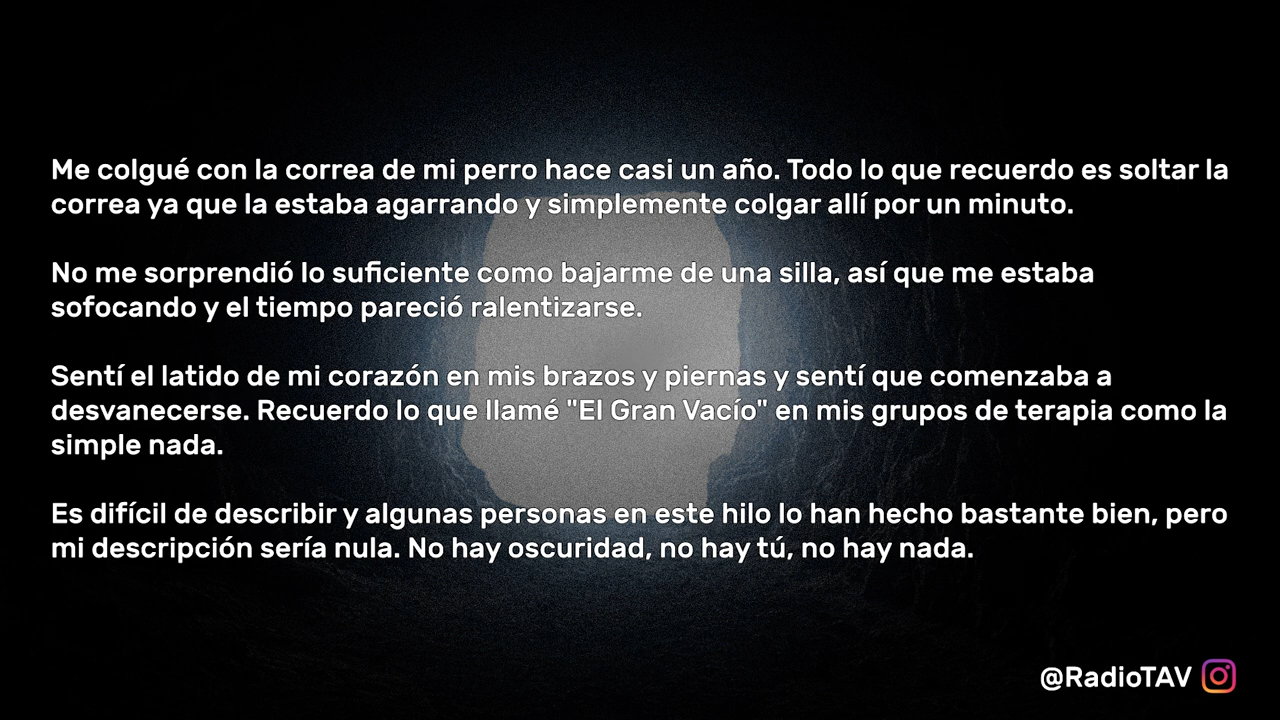 Me colgué con la correa de mi perro hace casi un año. Todo lo que recuerdo es soltar la
correa ya que la estaba agarrando y simplemente colgar allí por un minuto.
No me sorprendió lo suficiente como bajarme de una silla, así que me estaba
sofocando y el tiempo pareció ralentizarse.
Sentí el latido de mi corazón en mis brazos y piernas y sentí que comenzaba a
desvanecerse. Recuerdo lo que llamé "El Gran Vacío" en mis grupos de terapia como la
simple nada.
Es difícil de describir y algunas personas en este hilo lo han hecho bastante bien, pero
mi descripción sería nula. No hay oscuridad, no hay tú, no hay nada.
@RadioTAV